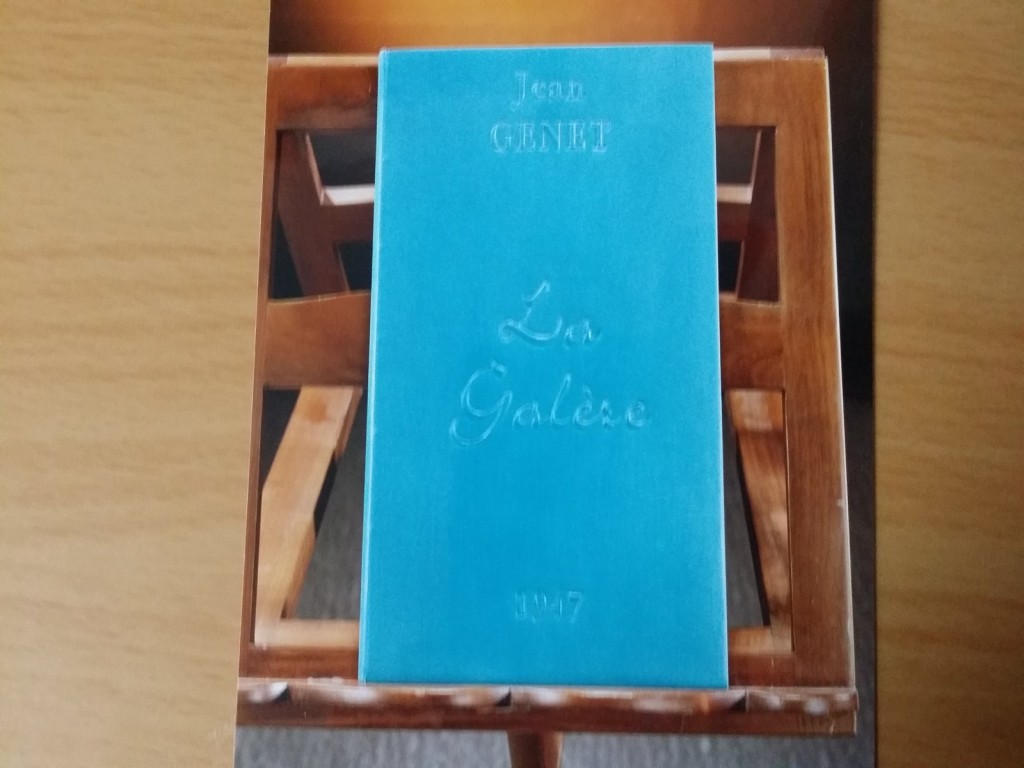 Jean
GENET
La
Galère
1947